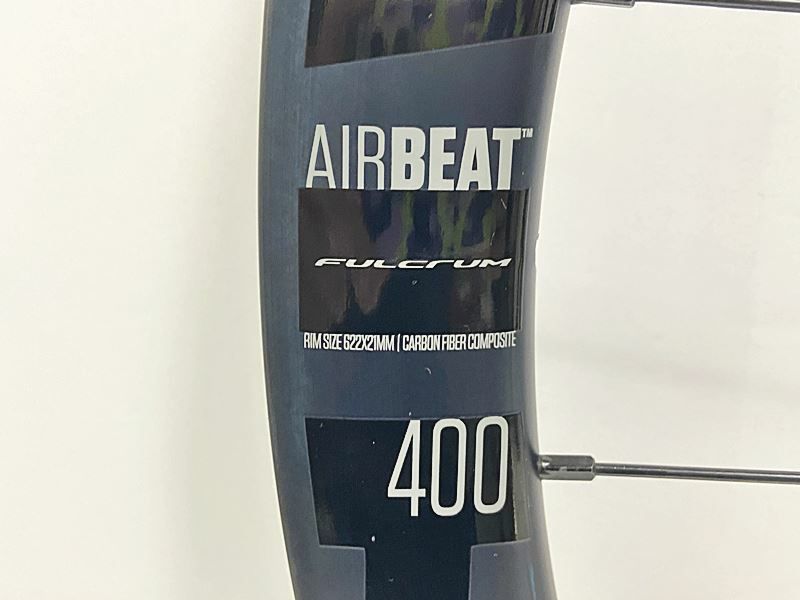 AIRBEAT™
FULCRUM
RIM SIZE 622X21MM | CARBON FIBER COMPOSITE
400